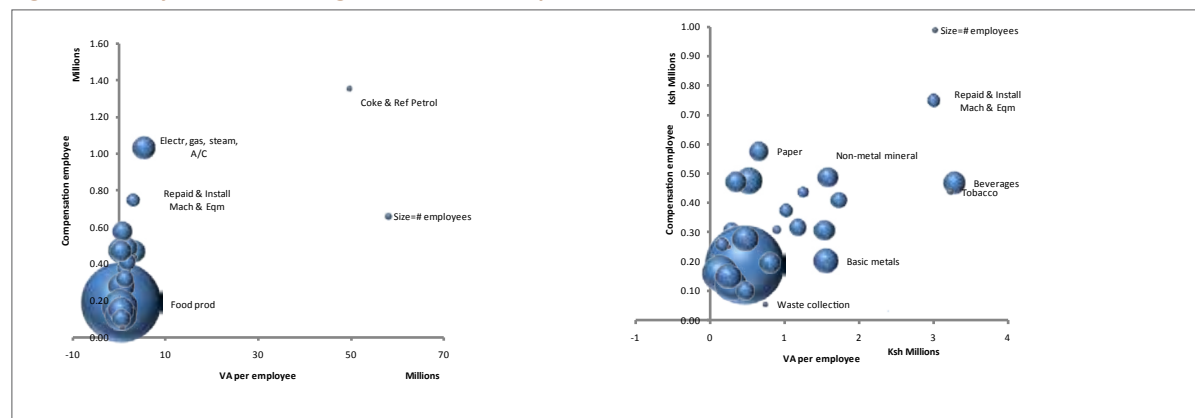 1.60
1.40
1.20
1.00
0.80
0.60
0.40
0.20
0.00
Millions
Compensation employee
Coke & Ref Petrol
Electr, gas, steam,
A/C
Repaid & Install
Mach & Eqm
Size=# employees
Food prod
-10
10
30
50
70
VA per employee
Millions
1.00
0.90
0.80
0.70
0.60
0.50
0.40
0.30
0.20
0.10
0.00
Ksh Millions
Compensation employee
Size=# employees
Repaid & Install
Mach & Eqm
Paper
Non-metal mineral
Beverages
Tobacco
Basic metals
Waste collection
-1
0
1
2
3
4
VA per employee
Ksh Millions